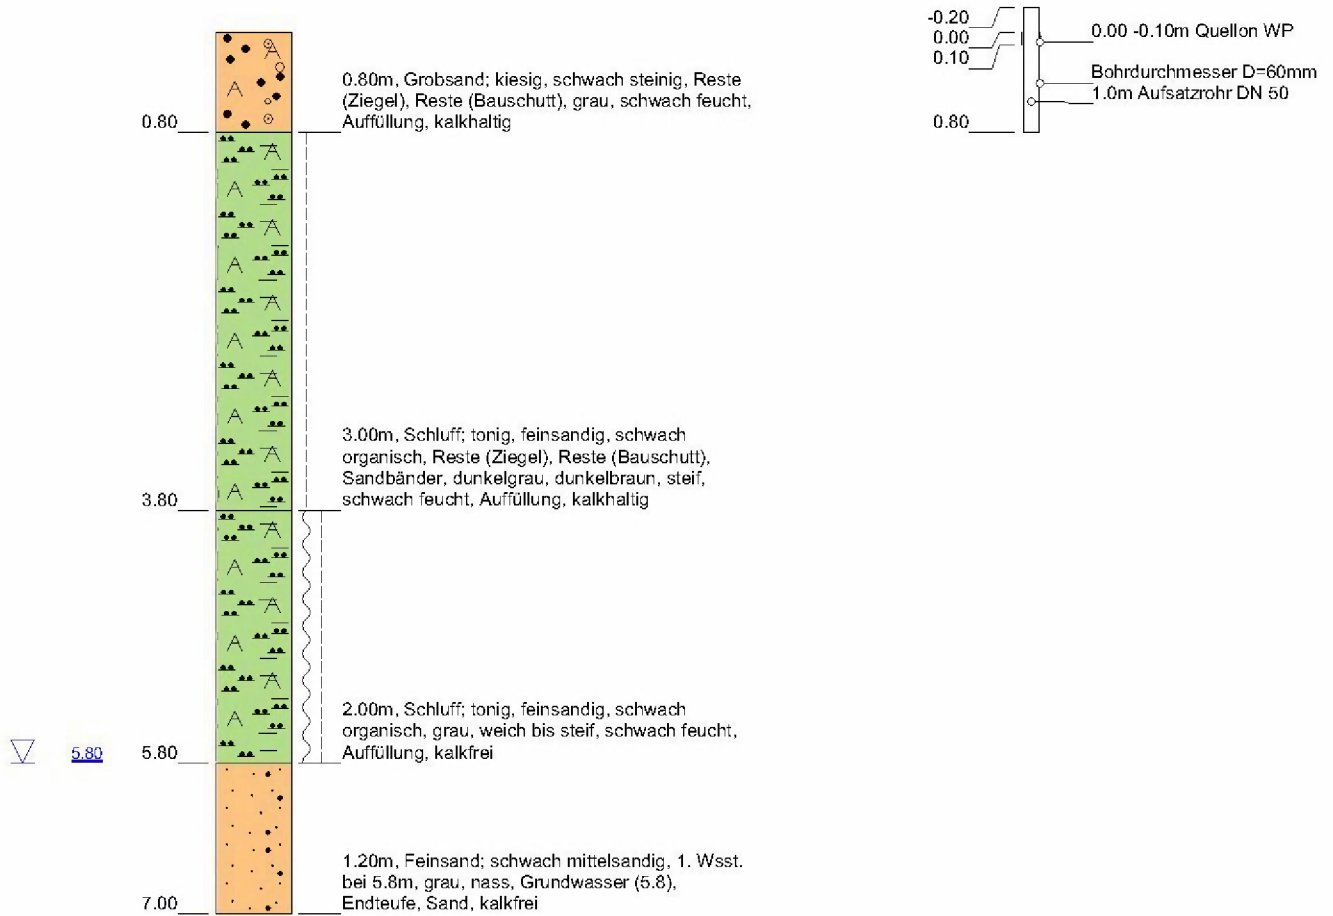 0.80m, Grobsand; kiesig, schwach steinig, Reste
(Ziegel), Reste (Bauschutt), grau, schwach feucht,
Auffüllung, kalkhaltig
0.80
3.00m, Schluff; tonig, feinsandig, schwach
organisch, Reste (Ziegel), Reste (Bauschutt),
Sandbänder, dunkelgrau, dunkelbraun, steif,
schwach feucht, Auffüllung, kalkhaltig
3.80
2.00m, Schluff; tonig, feinsandig, schwach
organisch, grau, weich bis steif, schwach feucht,
Auffüllung, kalkfrei
5.80
5.80
1.20m, Feinsand; schwach mittelsandig, 1. Wsst.
bei 5.8m, grau, nass, Grundwasser (5.8),
Endteufe, Sand, kalkfrei
7.00
-0.20
0.00
0.10
0.80
0.00 -0.10m Quellon WP
Bohrdurchmesser D=60mm
1.0m Aufsatzrohr DN 50